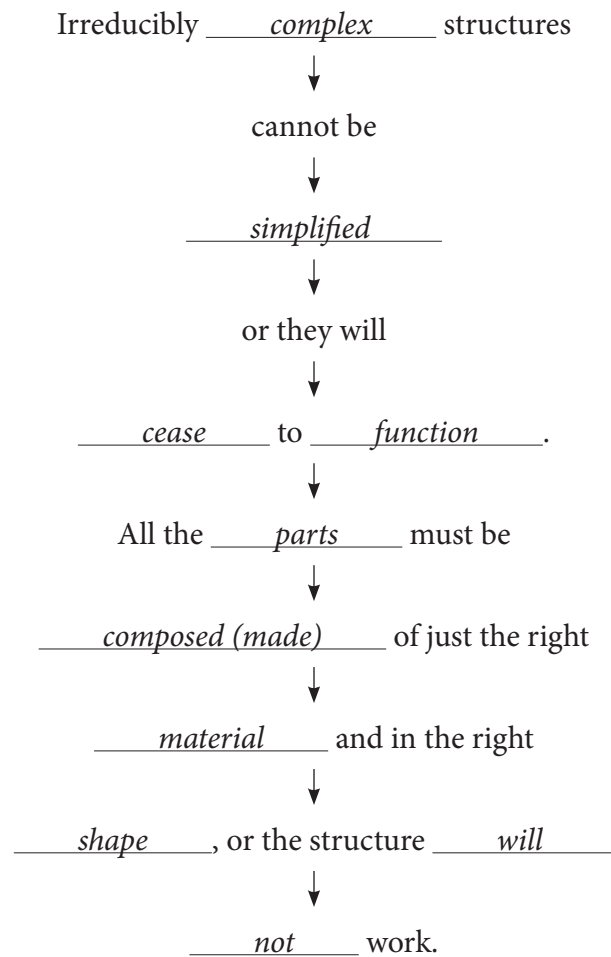 Irreducibly complex structures
cannot be
simplified
or they will
cease to function.
All the parts must be
composed (made) of just the right
material and in the right
shape, or the structure will
not work.